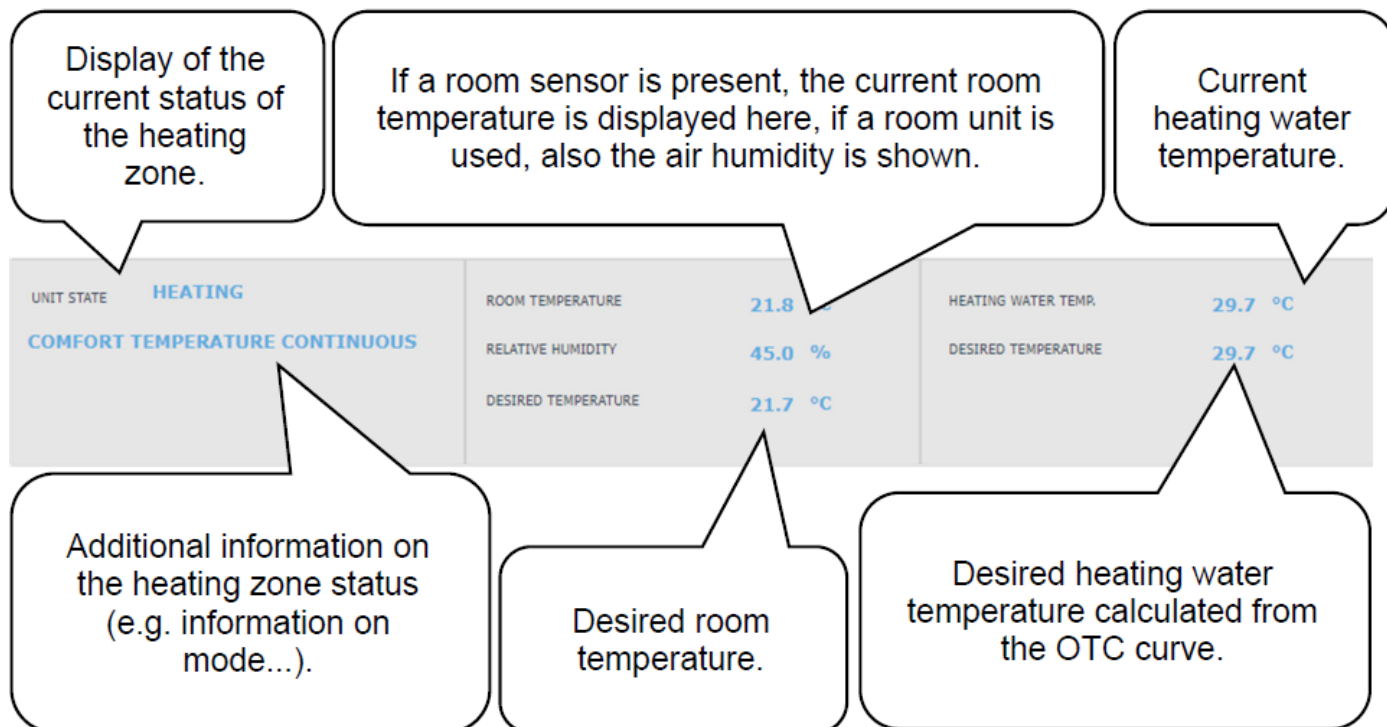 Display of the
current status of
the heating
zone.
If a room sensor is present, the current room
temperature is displayed here, if a room unit is
used, also the air humidity is shown.
Current
heating water
temperature.
UNIT STATE HEATING
COMFORT TEMPERATURE CONTINUOUS
ROOM TEMPERATURE 21.8
RELATIVE HUMIDITY 45.0 %
DESIRED TEMPERATURE 21.7 °C
HEATING WATER TEMP. 29.7 °C
DESIRED TEMPERATURE 29.7 °C
Additional information on
the heating zone status
(e.g. information on
mode...).
Desired room
temperature.
Desired heating water
temperature calculated from
the OTC curve.